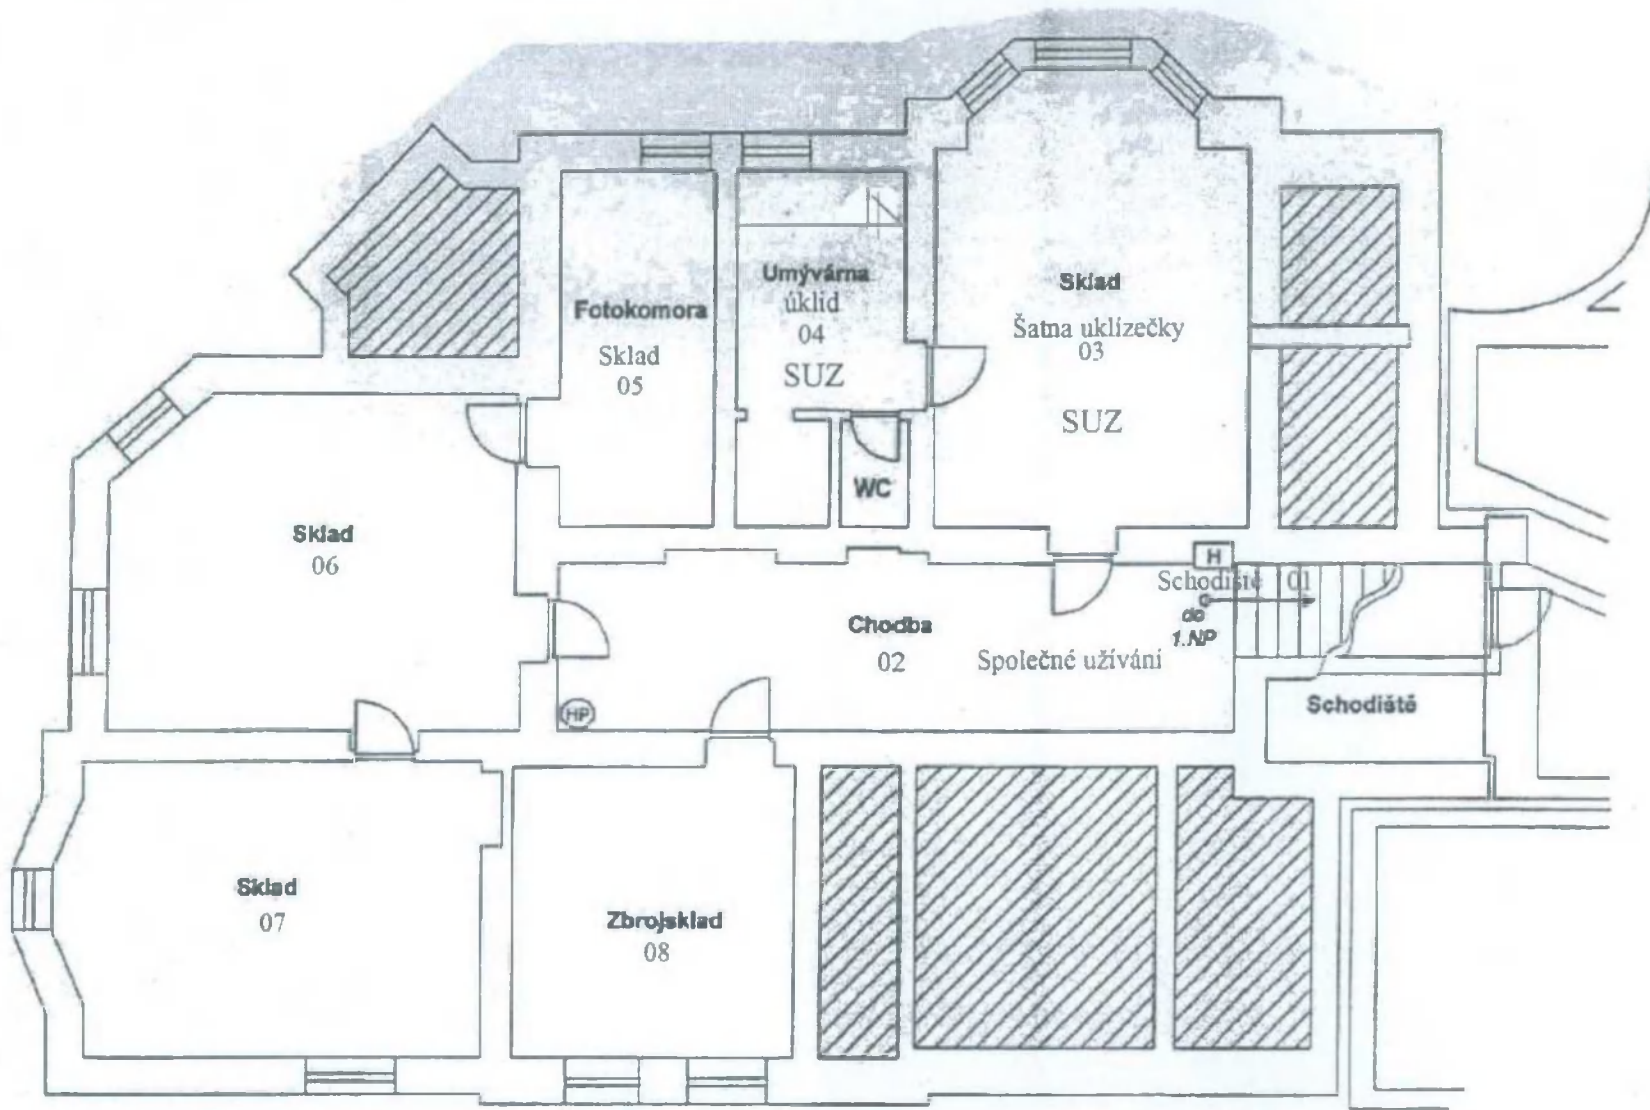 Sklad
Šatna uklízečky
03
SUZ
Umývárna
úklid
04
SUZ
Fotokomora
Sklad
05
WC
Sklad
06
H
Schodiště 01
do
1.NP
Chodba
02
Společné užívání
HP
Schodiště
Sklad
07
Zbrojsklad
08